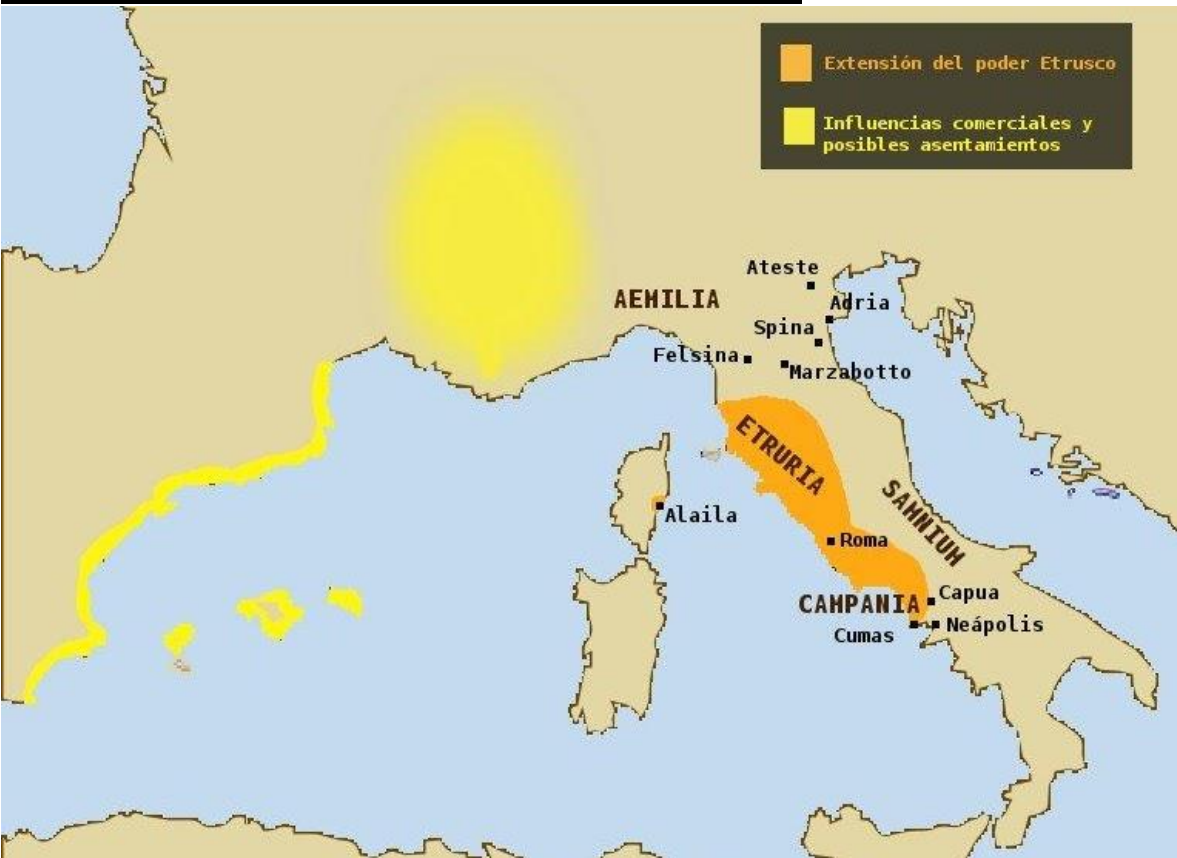 Extensión del poder Etrusco
Influencias comerciales y
posibles asentamientos
Ateste
AEMILIA
Adria
Spina
Felsina
Marzabotto
ETRURIA
SAMNIUM
Alaila
Roma
CAMPANIA
Capua
Cumas
Neápolis